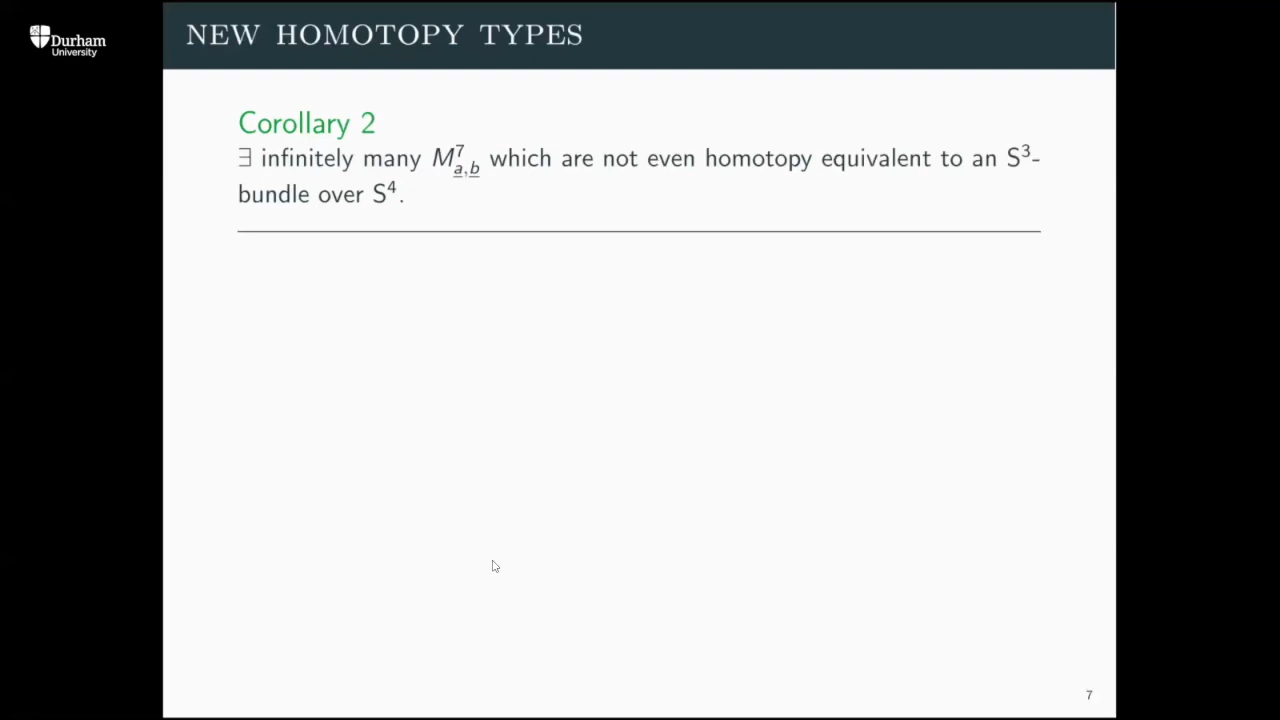 Durham
University
NEW HOMOTOPY TYPES
Corollary 2
∃ infinitely many M⁷_{a,b} which are not even homotopy equivalent to an S³-
bundle over S⁴.
7